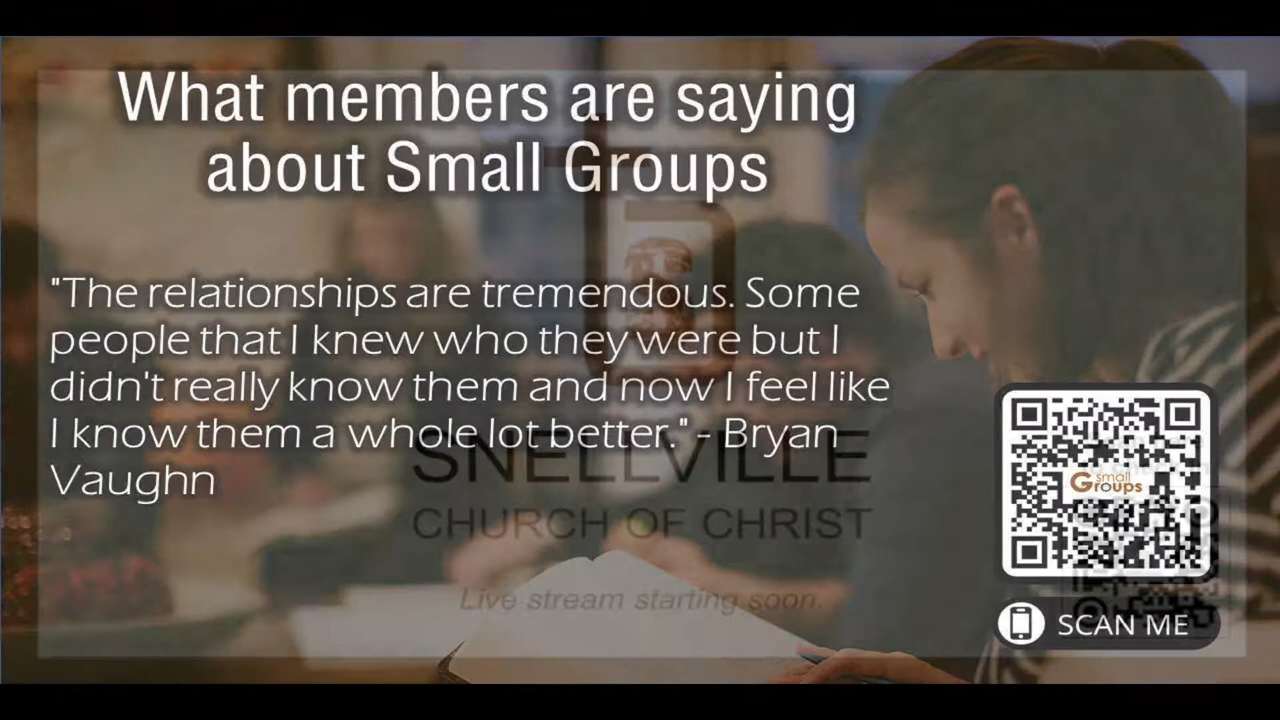 What members are saying
about Small Groups
"The relationships are tremendous. Some
people that I knew who they were but I
didn't really know them and now I feel like
I know them a whole lot better." - Bryan
Vaughn
SNELLVILLE
CHURCH OF CHRIST
Live stream starting soon.
small
Groups
SCAN ME